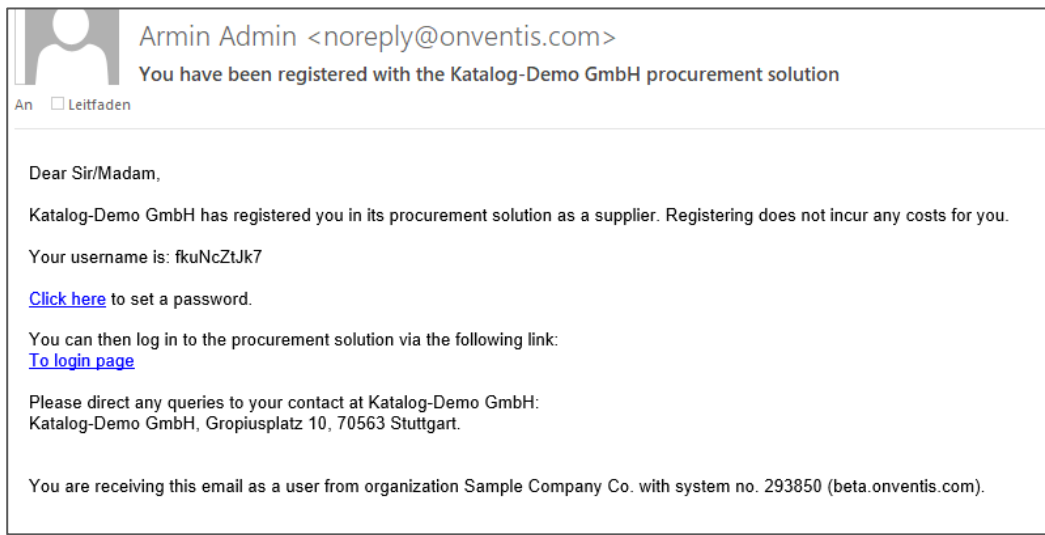 Armin Admin <noreply@onventis.com>
You have been registered with the Katalog-Demo GmbH procurement solution
An Leitfaden
Dear Sir/Madam,
Katalog-Demo GmbH has registered you in its procurement solution as a supplier. Registering does not incur any costs for you.
Your username is: fkuNcZtJk7
Click here to set a password.
You can then log in to the procurement solution via the following link:
To login page
Please direct any queries to your contact at Katalog-Demo GmbH:
Katalog-Demo GmbH, Gropiusplatz 10, 70563 Stuttgart.
You are receiving this email as a user from organization Sample Company Co. with system no. 293850 (beta.onventis.com).